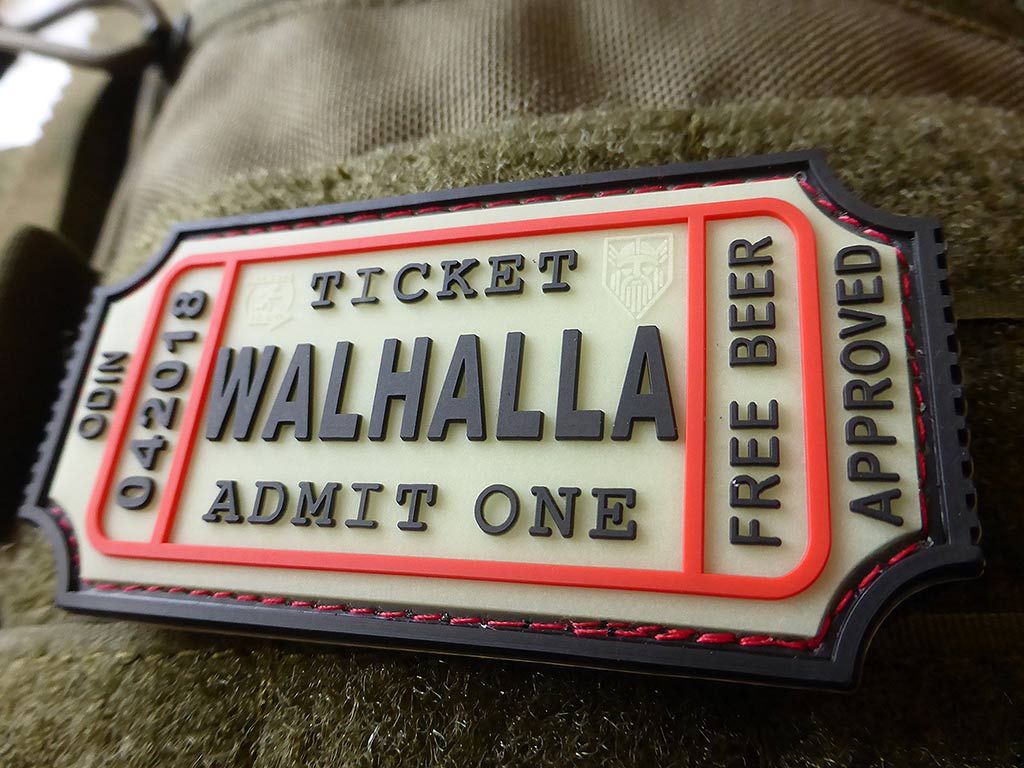 ODIN
042018
TICKET
WALHALLA
ADMIT ONE
FREE BEER
APPROVED